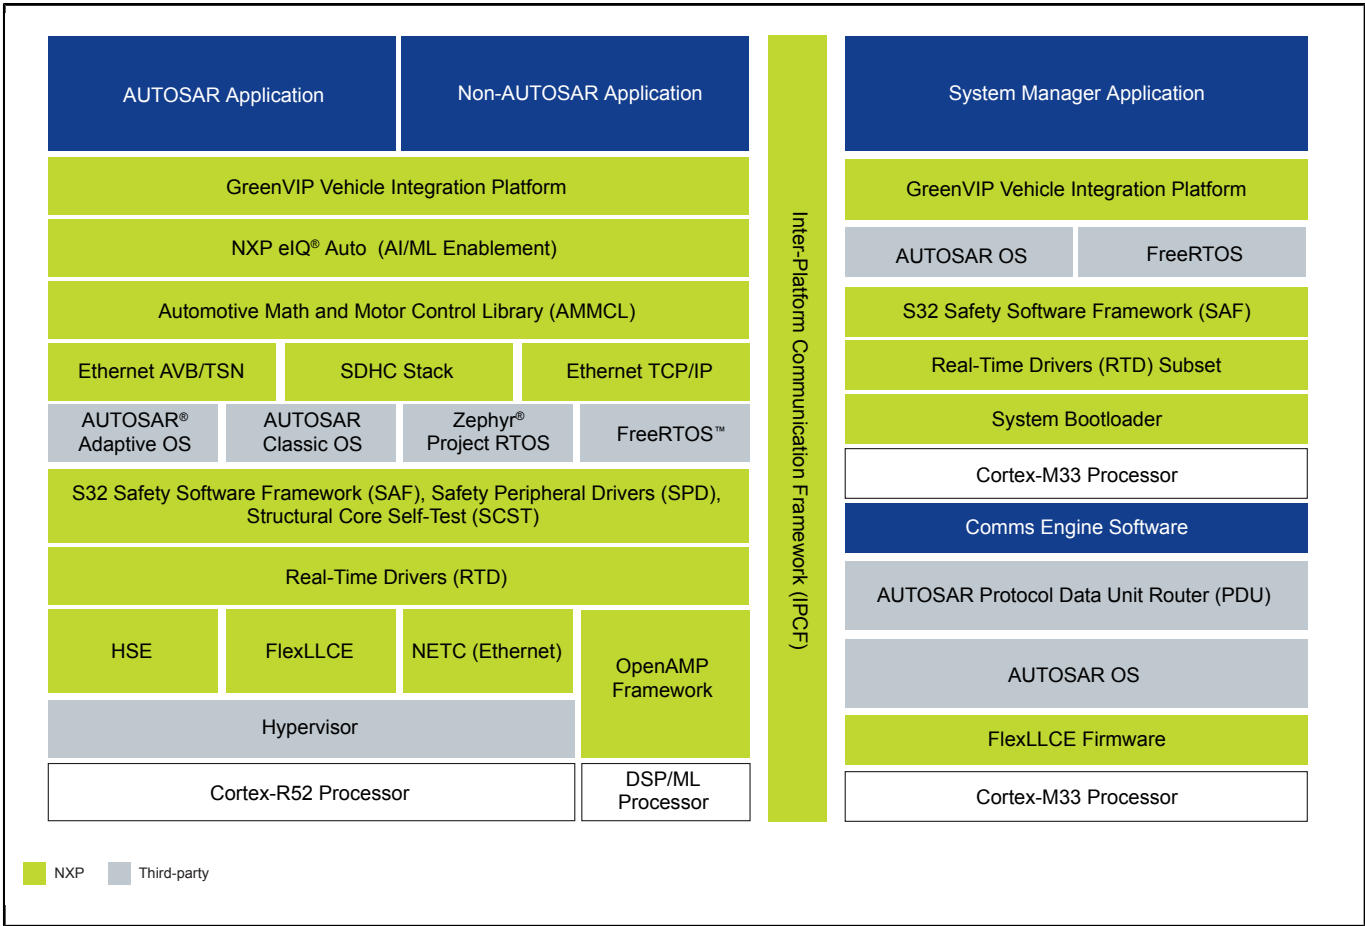 AUTOSAR Application
Non-AUTOSAR Application
GreenVIP Vehicle Integration Platform
NXP eIQ® Auto (AI/ML Enablement)
Automotive Math and Motor Control Library (AMMCL)
Ethernet AVB/TSN
SDHC Stack
Ethernet TCP/IP
AUTOSAR®
Adaptive OS
AUTOSAR
Classic OS
Zephyr®
Project RTOS
FreeRTOS™
S32 Safety Software Framework (SAF), Safety Peripheral Drivers (SPD),
Structural Core Self-Test (SCST)
Real-Time Drivers (RTD)
HSE
FlexLLCE
NETC (Ethernet)
OpenAMP
Framework
Hypervisor
Cortex-R52 Processor
DSP/ML
Processor
Inter-Platform Communication Framework (IPCF)
System Manager Application
GreenVIP Vehicle Integration Platform
AUTOSAR OS
FreeRTOS
S32 Safety Software Framework (SAF)
Real-Time Drivers (RTD) Subset
System Bootloader
Cortex-M33 Processor
Comms Engine Software
AUTOSAR Protocol Data Unit Router (PDU)
AUTOSAR OS
FlexLLCE Firmware
Cortex-M33 Processor
NXP
Third-party